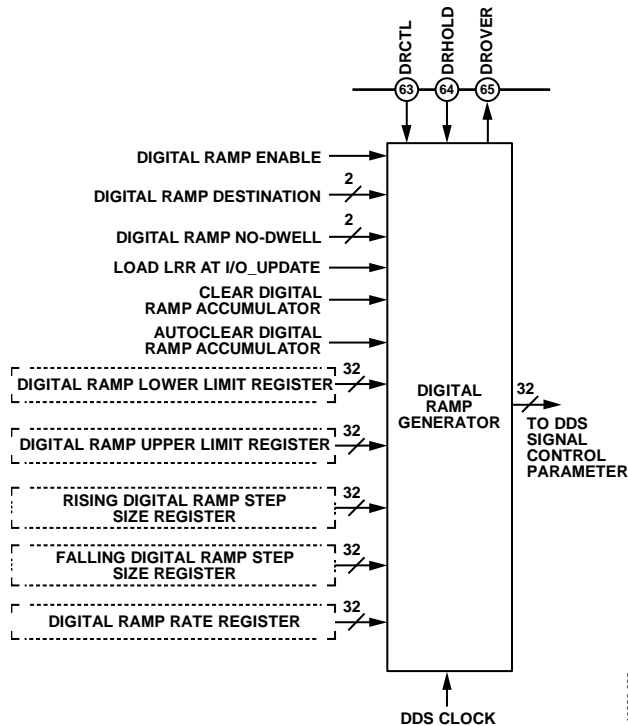 DRCTL
DRHOLD
DROVER
63
64
65
DIGITAL RAMP ENABLE
2
DIGITAL RAMP DESTINATION
2
DIGITAL RAMP NO-DWELL
LOAD LRR AT I/O_UPDATE
CLEAR DIGITAL
RAMP ACCUMULATOR
AUTOCLEAR DIGITAL
RAMP ACCUMULATOR
32
DIGITAL RAMP LOWER LIMIT REGISTER
32
DIGITAL RAMP UPPER LIMIT REGISTER
32
RISING DIGITAL RAMP STEP
SIZE REGISTER
32
FALLING DIGITAL RAMP STEP
SIZE REGISTER
32
DIGITAL RAMP RATE REGISTER
DIGITAL
RAMP
GENERATOR
32
TO DDS
SIGNAL
CONTROL
PARAMETER
DDS CLOCK